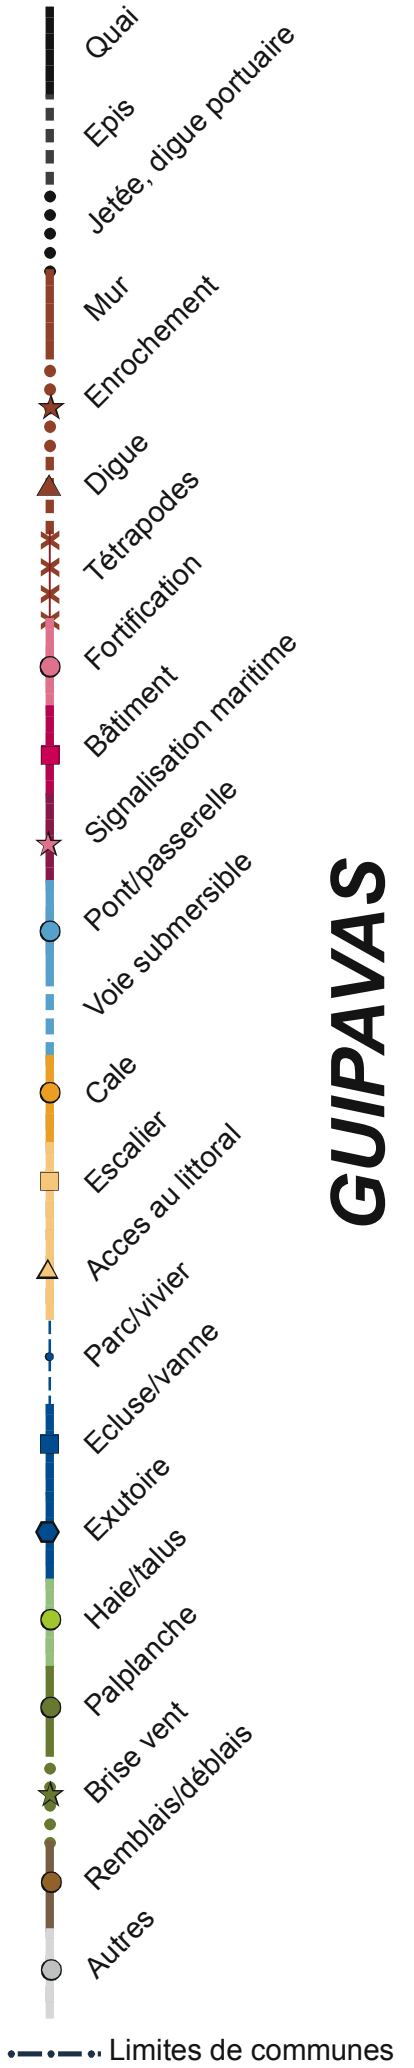 Quai
Epis
Jetée, digue portuaire
Mur
Enrochement
Digue
Tétrapodes
Fortification
Bâtiment
Signalisation maritime
Pont/passerelle
Voie submersible
Cale
Escalier
Acces au littoral
Parc/vivier
Ecluse/vanne
Exutoire
Haie/talus
Palplanche
Brise vent
Remblais/déblais
Autres
Limites de communes
GUIPAVAS